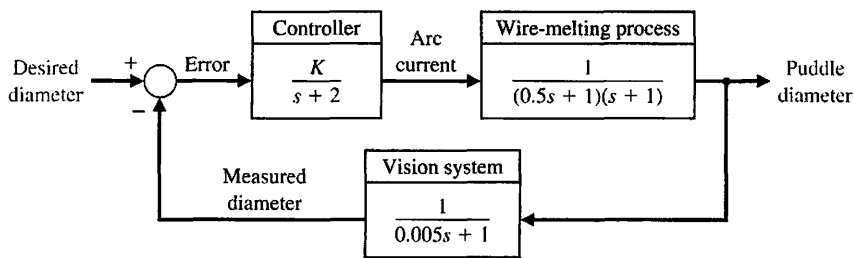 Controller
Wire-melting process
Arc
current
Desired
diameter
+
Error
K
s + 2
1
(0.5s + 1)(s + 1)
Puddle
diameter
−
Vision system
Measured
diameter
1
0.005s + 1